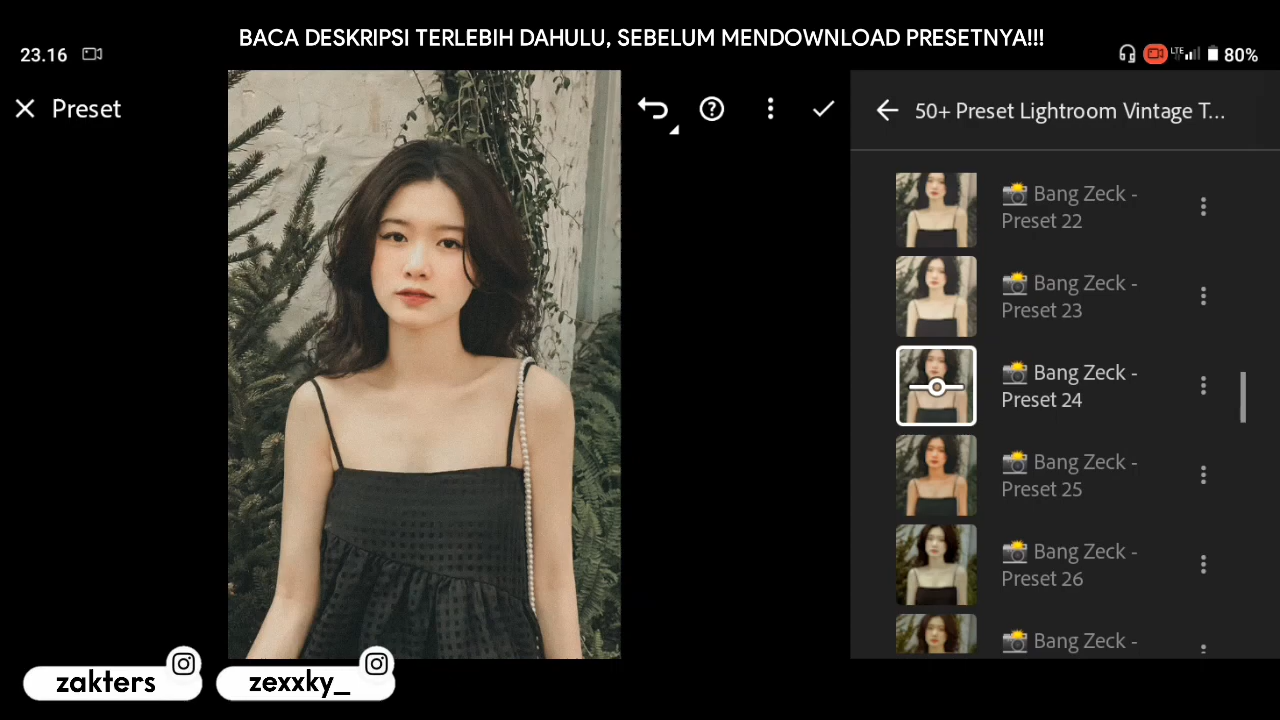 BACA DESKRIPSI TERLEBIH DAHULU, SEBELUM MENDOWNLOAD PRESETNYA!!!
23.16
LTE
80%
Preset
50+ Preset Lightroom Vintage T...
📸 Bang Zeck -
Preset 22
📸 Bang Zeck -
Preset 23
📸 Bang Zeck -
Preset 24
📸 Bang Zeck -
Preset 25
📸 Bang Zeck -
Preset 26
📸 Bang Zeck -
zakters
zexxky_